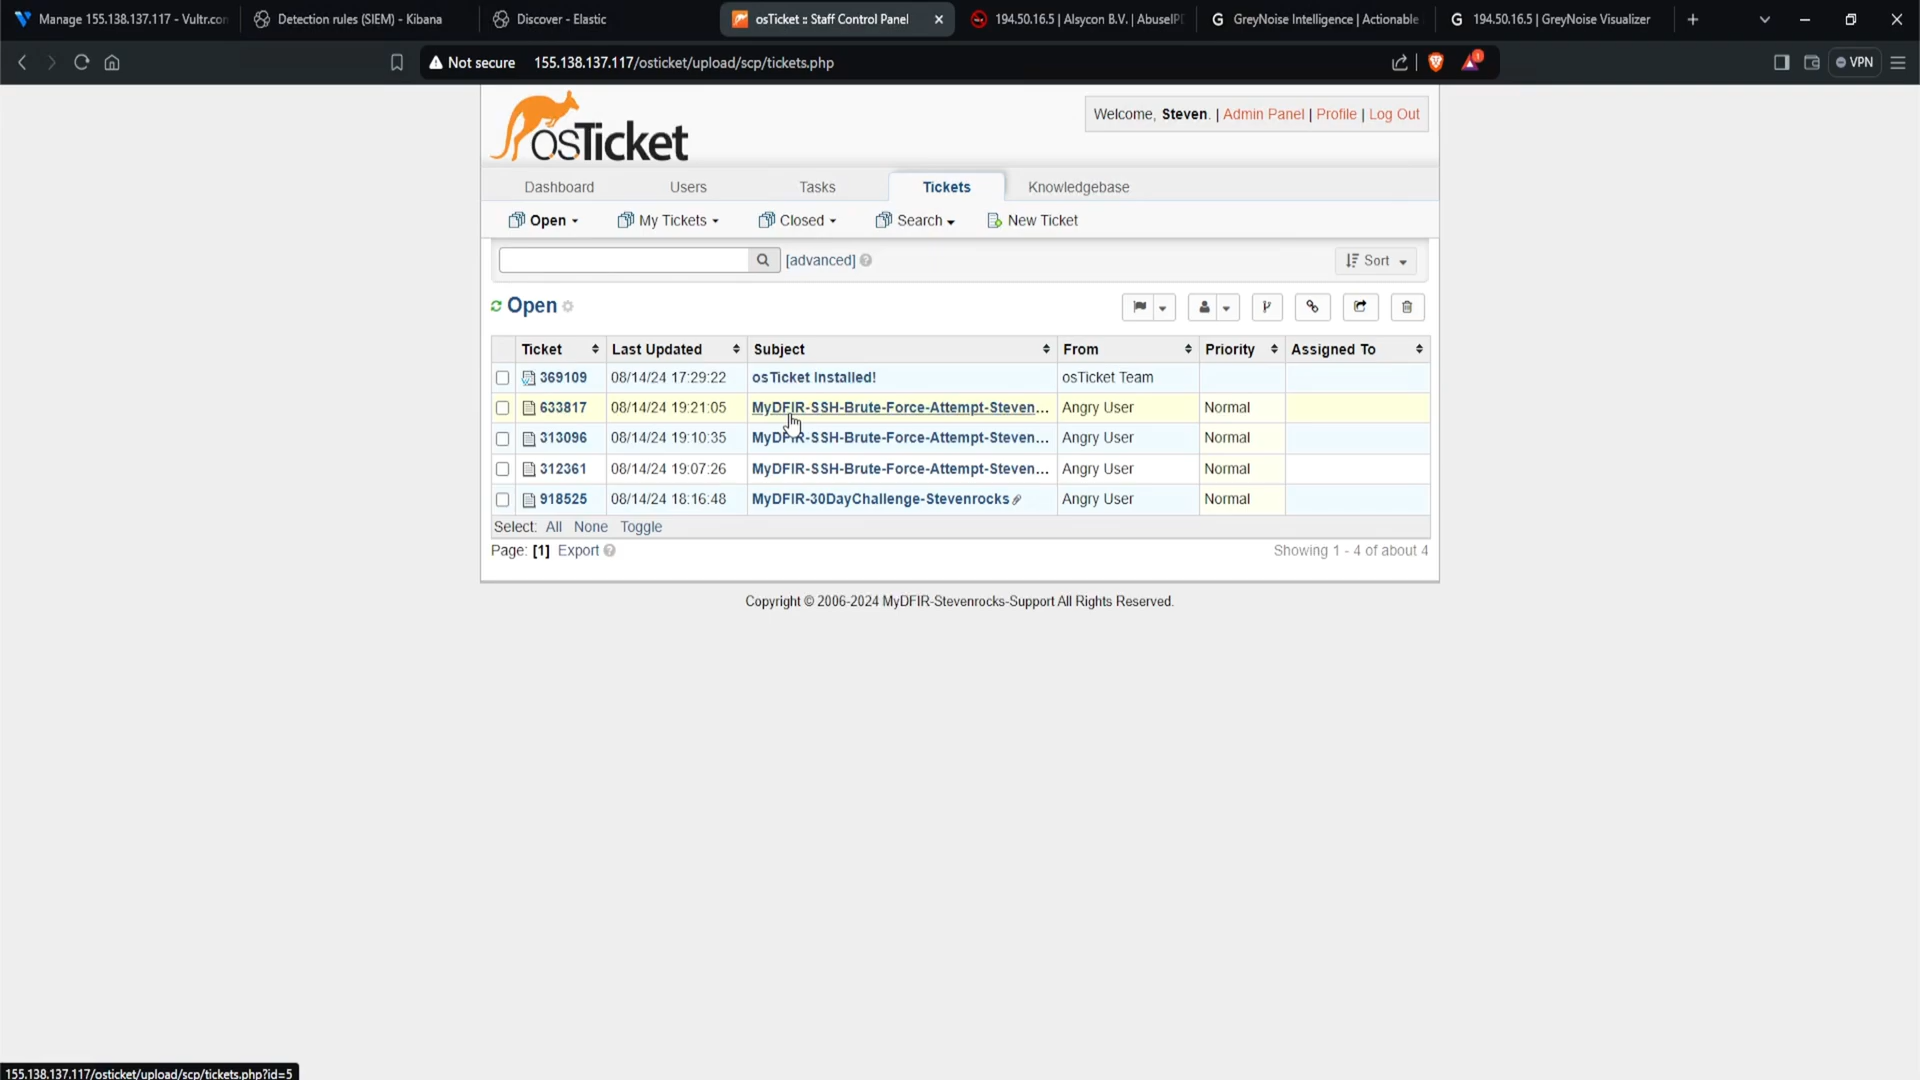 Manage 155.138.137.117 - Vultr.con
Detection rules (SIEM) - Kibana
Discover - Elastic
osTicket :: Staff Control Panel
194.50.16.5 | Alsycon B.V. | AbuseIPD
GreyNoise Intelligence | Actionable
194.50.16.5 | GreyNoise Visualizer
Not secure 155.138.137.117/osticket/upload/scp/tickets.php
1
VPN
osTicket
Welcome, Steven. | Admin Panel | Profile | Log Out
Dashboard Users Tasks Tickets Knowledgebase
Open My Tickets Closed Search New Ticket
[advanced] Sort
Open
Ticket Last Updated Subject From Priority Assigned To
369109 08/14/24 17:29:22 osTicket Installed! osTicket Team
633817 08/14/24 19:21:05 MyDFIR-SSH-Brute-Force-Attempt-Steven... Angry User Normal
313096 08/14/24 19:10:35 MyDFIR-SSH-Brute-Force-Attempt-Steven... Angry User Normal
312361 08/14/24 19:07:26 MyDFIR-SSH-Brute-Force-Attempt-Steven... Angry User Normal
918525 08/14/24 18:16:48 MyDFIR-30DayChallenge-Stevenrocks Angry User Normal
Select: All None Toggle
Page: [1] Export Showing 1 - 4 of about 4
Copyright © 2006-2024 MyDFIR-Stevenrocks-Support All Rights Reserved.
155.138.137.117/osticket/upload/scp/tickets.php?id=5